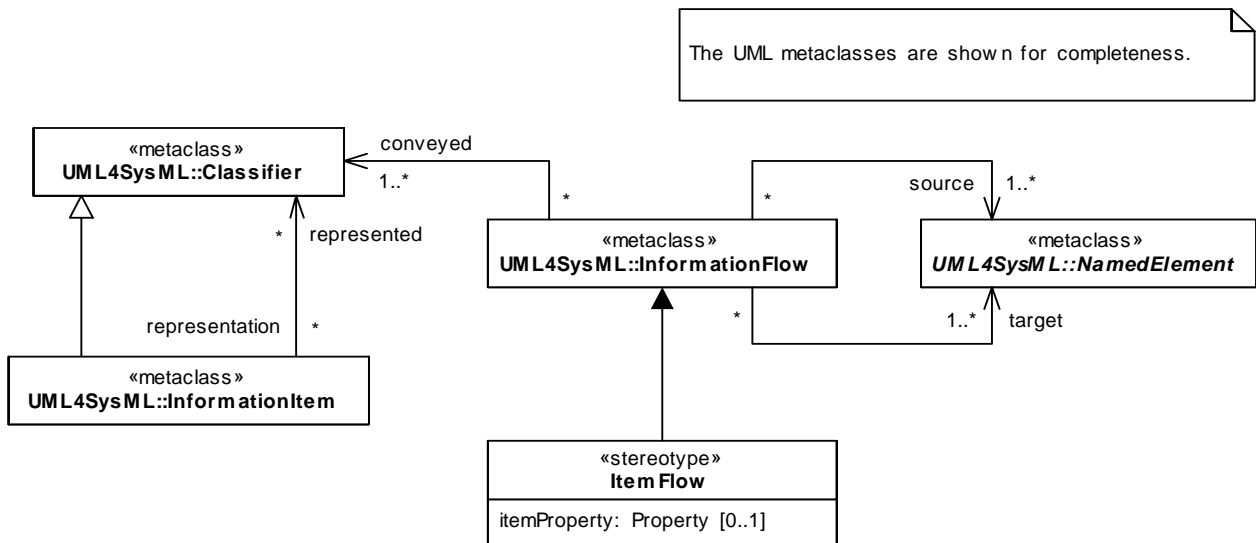 The UML metaclasses are shown for completeness.
«metaclass»
UML4SysML::Classifier
conveyed
1..*
*
*
source
1..*
* represented
«metaclass»
UML4SysML::InformationFlow
«metaclass»
UML4SysML::NamedElement
representation *
*
1..*
target
«metaclass»
UML4SysML::InformationItem
«stereotype»
ItemFlow
itemProperty: Property [0..1]